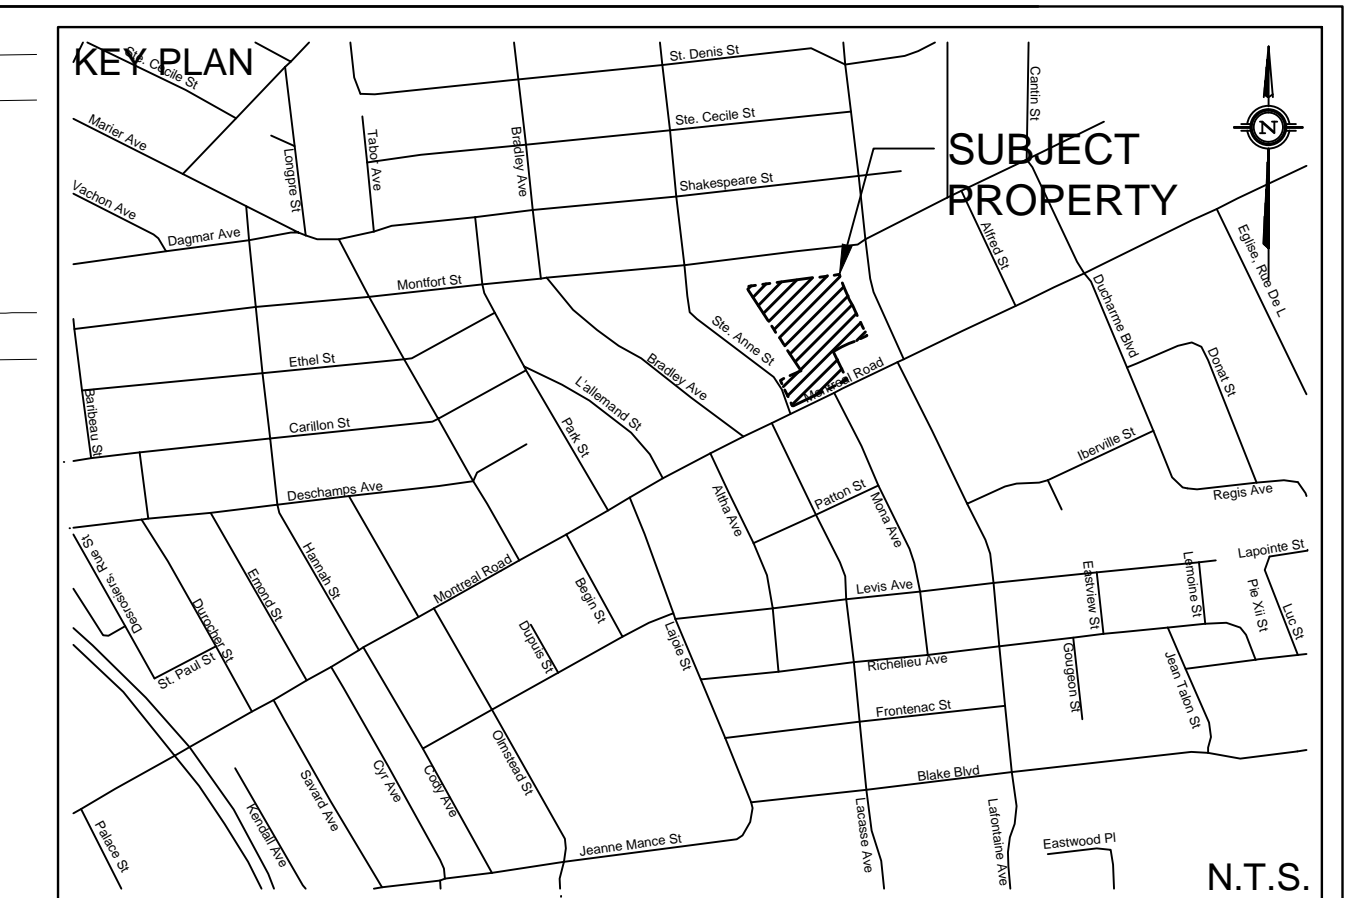 KEY PLAN
Ste. Cecile St
St. Denis St
Cantin St
Marier Ave
Longpre St
Tabor Ave
Bradley Ave
Ste. Cecile St
N
SUBJECT
PROPERTY
Vachon Ave
Shakespeare St
Dagmar Ave
Alfred St
Eglise, Rue De L
Montfort St
Ducharme Blvd
Ste. Anne St
Ethel St
Bradley Ave
Montreal Road
Donat St
L'allemand St
Baribeau St
Carillon St
Park St
Iberville St
Deschamps Ave
Altha Ave
Patton St
Mona Ave
Regis Ave
Desrosiers, Rue St
Hannah St
Emond St
Montreal Road
Begin St
Levis Ave
Eastview St
Lemoine St
Lapointe St
Pie Xii St
Luc St
Durocher St
St. Paul St
Dupuis St
Lajoie St
Richelieu Ave
Gougeon St
Jean Talon St
Frontenac St
Olmstead St
Cody Ave
Cyr Ave
Savard Ave
Blake Blvd
Kendall Ave
Palace St
Jeanne Mance St
Lacasse Ave
Lafontaine Ave
Eastwood Pl
N.T.S.